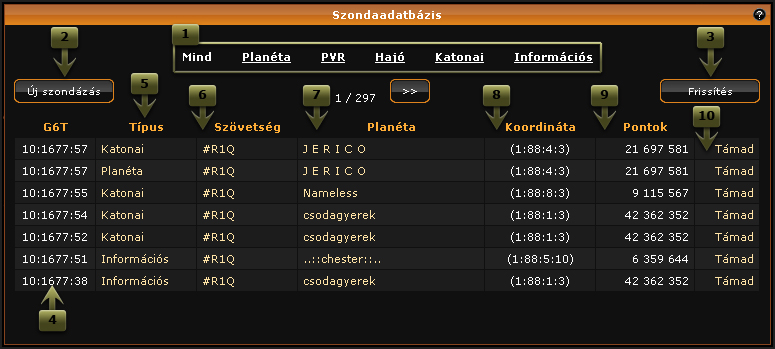 Szondaadatbázis ?
1
2
3
Mind Planéta PVR Hajó Katonai Információs
Új szondázás
5
6
7
1 / 297
>>
8
9
Frissítés
10
G6T Típus Szövetség Planéta Koordináta Pontok
10:1677:57 Katonai #R1Q J E R I C O (1:88:4:3) 21 697 581 Támad
10:1677:57 Planéta #R1Q J E R I C O (1:88:4:3) 21 697 581 Támad
10:1677:55 Katonai #R1Q Nameless (1:88:8:3) 9 115 567 Támad
10:1677:54 Katonai #R1Q csodagyerek (1:88:1:3) 42 362 352 Támad
10:1677:52 Katonai #R1Q csodagyerek (1:88:1:3) 42 362 352 Támad
10:1677:51 Információs #R1Q ..::chester::.. (1:88:5:10) 6 359 644 Támad
10:1677:38 Információs #R1Q csodagyerek (1:88:1:3) 42 362 352 Támad
4